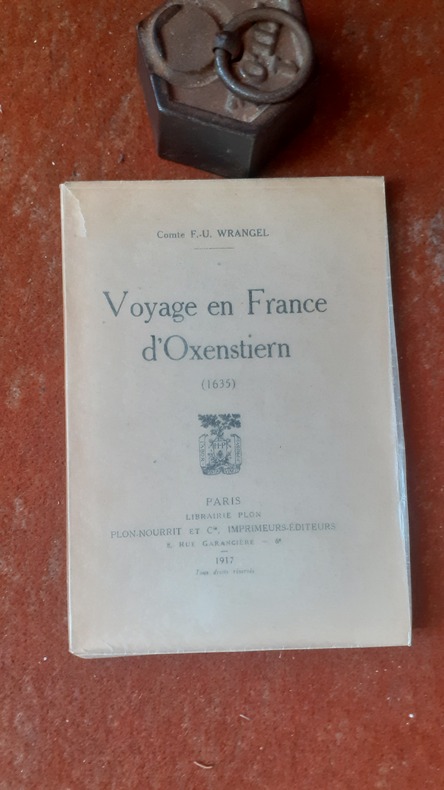 Comte F.-U. WRANGEL
Voyage en France
d'Oxenstiern
(1635)
PARIS
LIBRAIRIE PLON
PLON-NOURRIT ET Cie, IMPRIMEURS-ÉDITEURS
8, RUE GARANCIÈRE — 6e
1917
Tous droits réservés